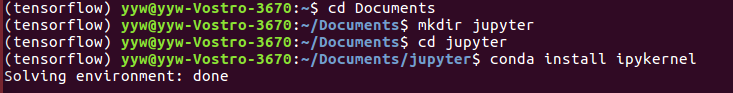 (tensorflow) yyw@yyw-Vostro-3670:~$ cd Documents
(tensorflow) yyw@yyw-Vostro-3670:~/Documents$ mkdir jupyter
(tensorflow) yyw@yyw-Vostro-3670:~/Documents$ cd jupyter
(tensorflow) yyw@yyw-Vostro-3670:~/Documents/jupyter$ conda install ipykernel
Solving environment: done